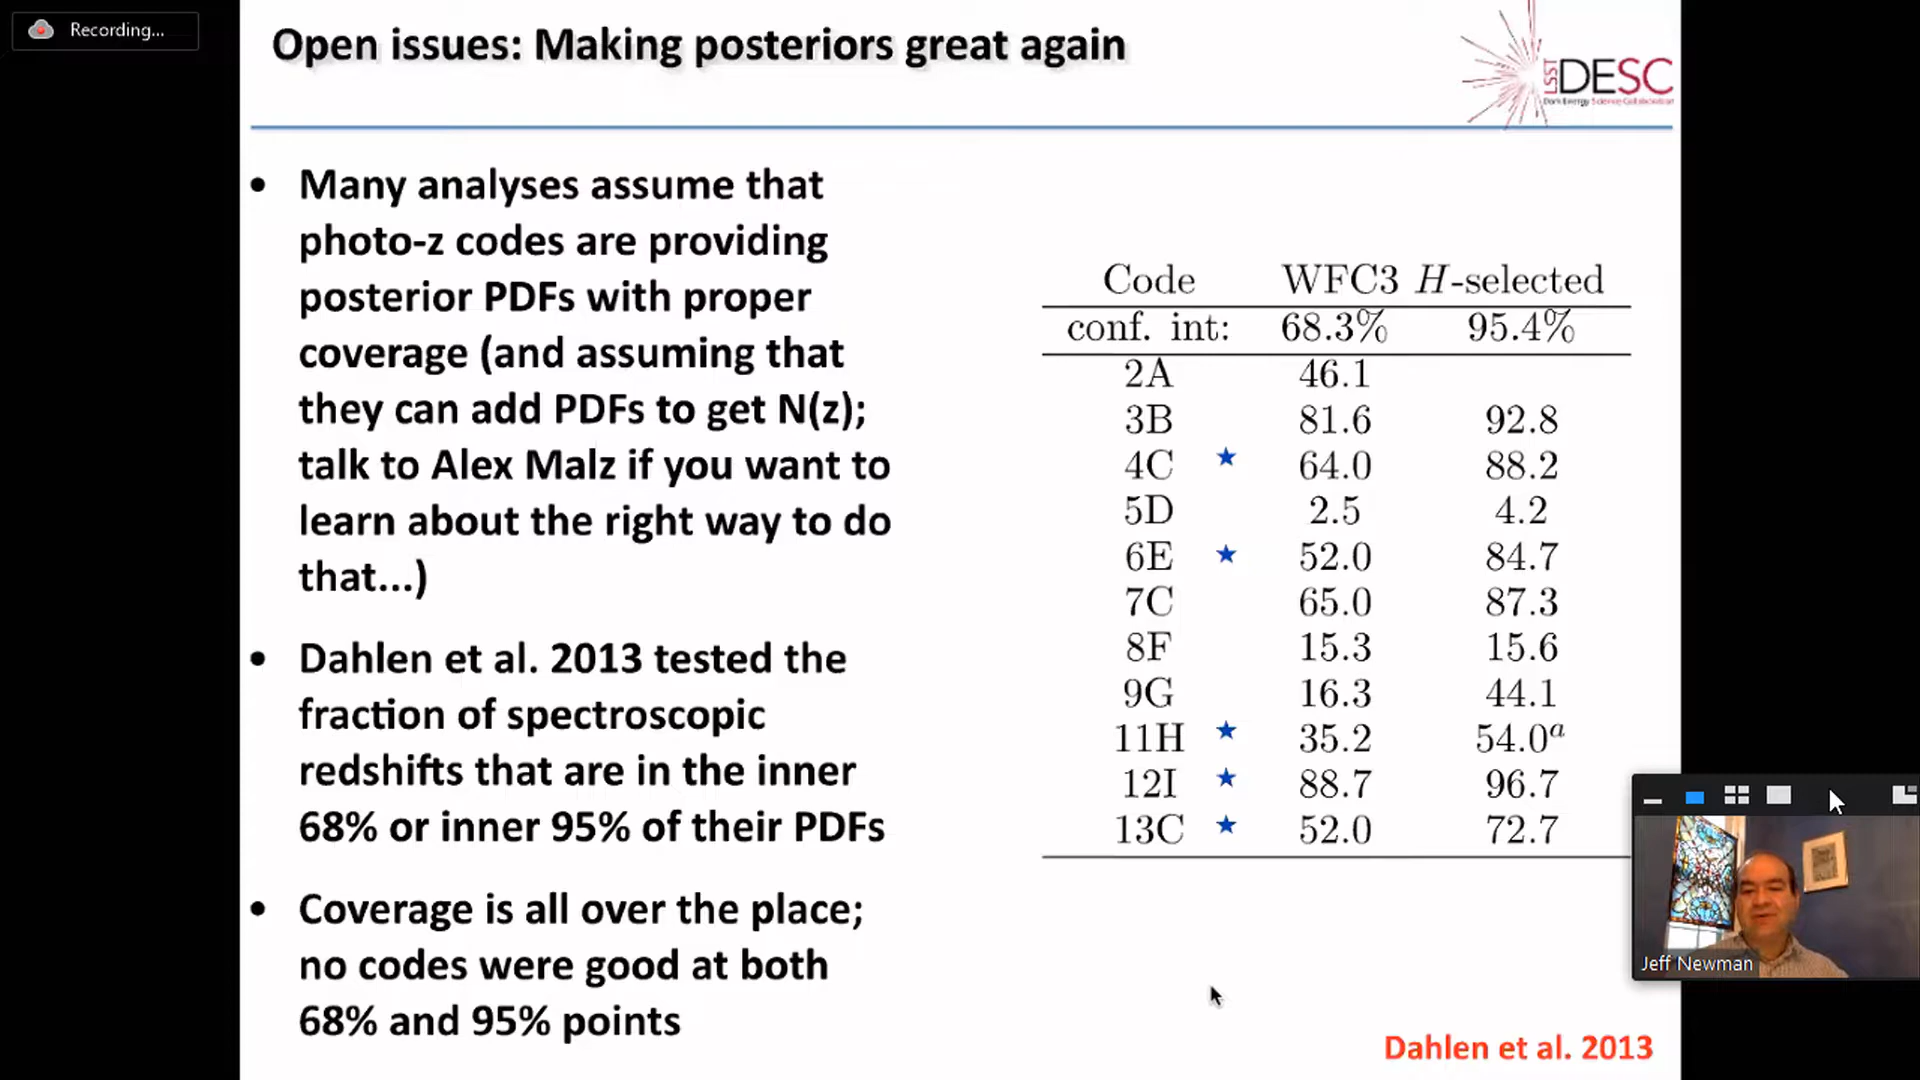 Recording...
Open issues: Making posteriors great again
LSST
DESC
Dark Energy Science Collaboration
• Many analyses assume that
photo-z codes are providing
posterior PDFs with proper
coverage (and assuming that
they can add PDFs to get N(z);
talk to Alex Malz if you want to
learn about the right way to do
that...)
• Dahlen et al. 2013 tested the
fraction of spectroscopic
redshifts that are in the inner
68% or inner 95% of their PDFs
• Coverage is all over the place;
no codes were good at both
68% and 95% points
Code WFC3 H-selected
conf. int: 68.3% 95.4%
2A 46.1
3B 81.6 92.8
4C ★ 64.0 88.2
5D 2.5 4.2
6E ★ 52.0 84.7
7C 65.0 87.3
8F 15.3 15.6
9G 16.3 44.1
11H ★ 35.2 54.0ᵃ
12I ★ 88.7 96.7
13C ★ 52.0 72.7
Jeff Newman
Dahlen et al. 2013